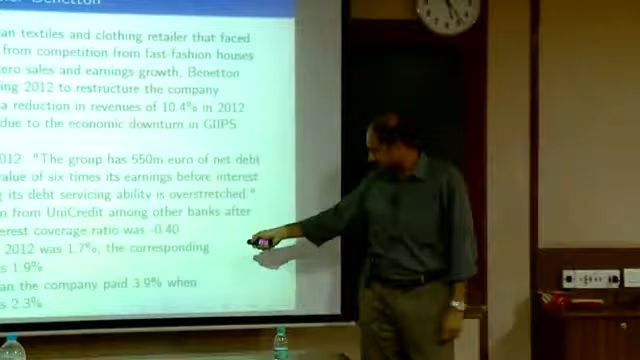 Benetton
an textiles and clothing retailer that faced
from competition from fast-fashion houses
zero sales and earnings growth, Benetton
ing 2012 to restructure the company
a reduction in revenues of 10.4% in 2012
due to the economic downturn in GIIPS
012: "The group has 550m euro of net debt
value of six times its earnings before interest
g its debt servicing ability is overstretched."
n from UniCredit among other banks after
erest coverage ratio was -0.40
2012 was 1.7%, the corresponding
s 1.9%
an the company paid 3.9% when
s 2.3%